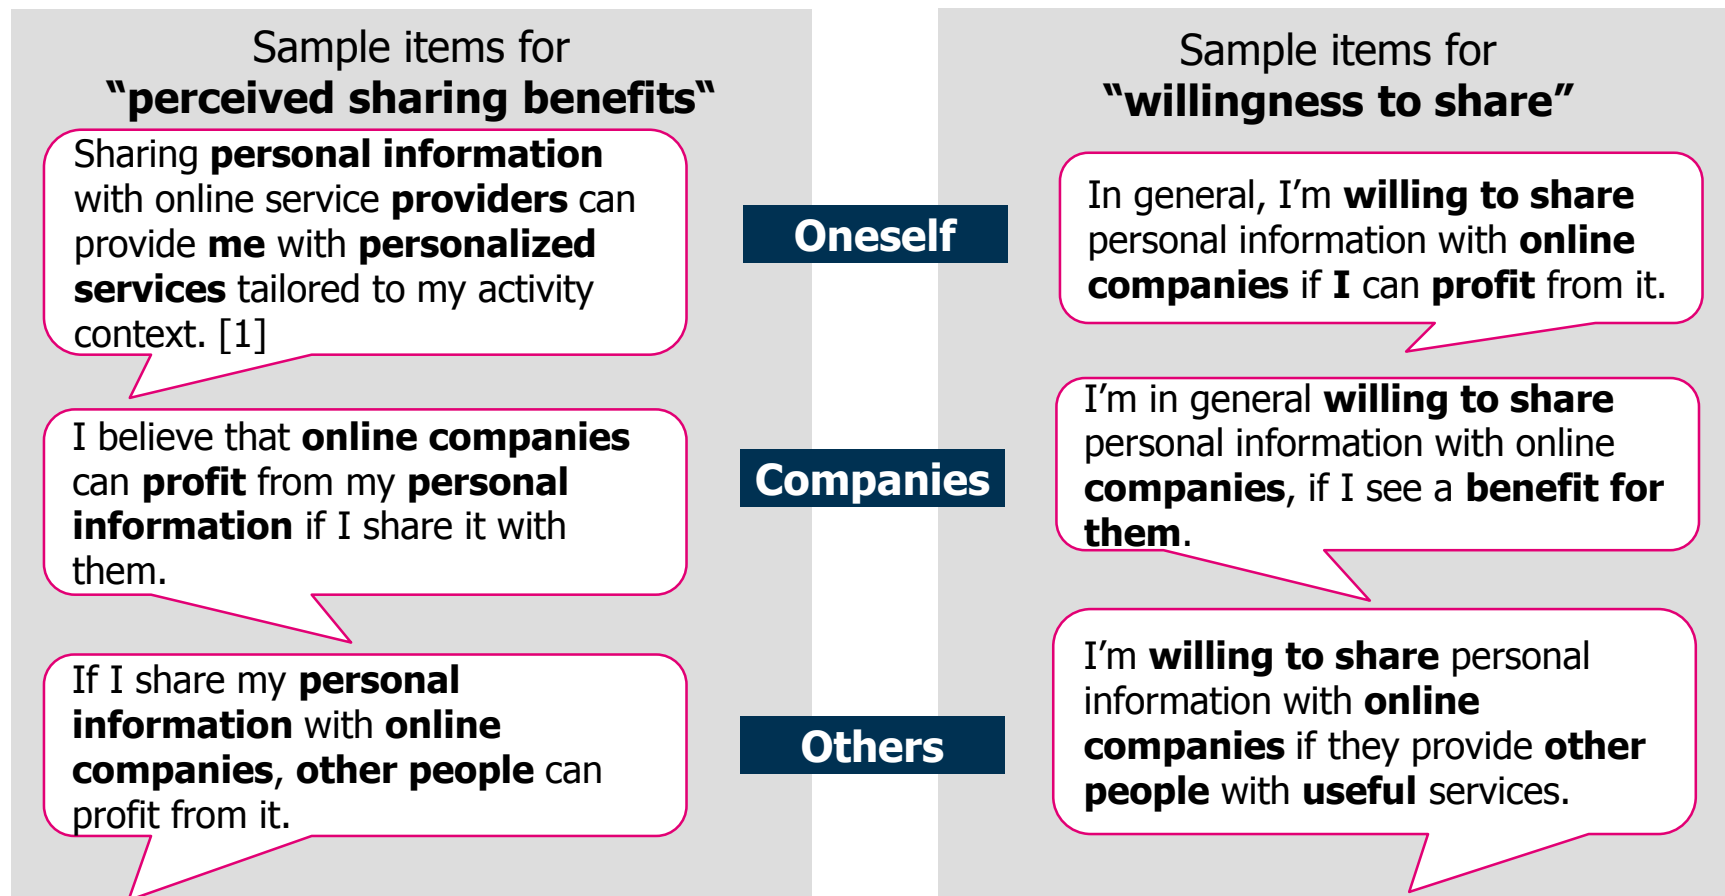 Sample items for
“perceived sharing benefits“
Sharing personal information
with online service providers can
provide me with personalized
services tailored to my activity
context. [1]
I believe that online companies
can profit from my personal
information if I share it with
them.
If I share my personal
information with online
companies, other people can
profit from it.
Oneself
Companies
Others
Sample items for
“willingness to share”
In general, I’m willing to share
personal information with online
companies if I can profit from it.
I’m in general willing to share
personal information with online
companies, if I see a benefit for
them.
I’m willing to share personal
information with online
companies if they provide other
people with useful services.